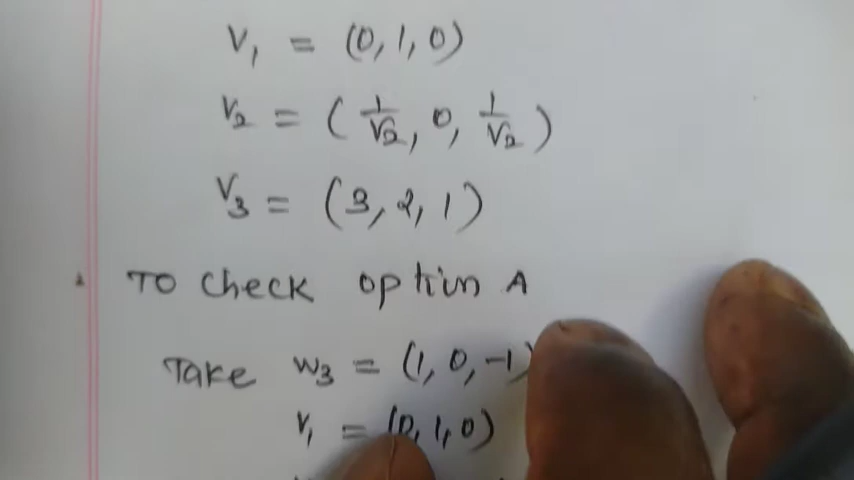 V₁ = (0, 1, 0)
V₂ = (1/√2, 0, 1/√2)
V₃ = (3, 2, 1)
To check option A
Take w₃ = (1, 0, -1)
V₁ = (0, 1, 0)